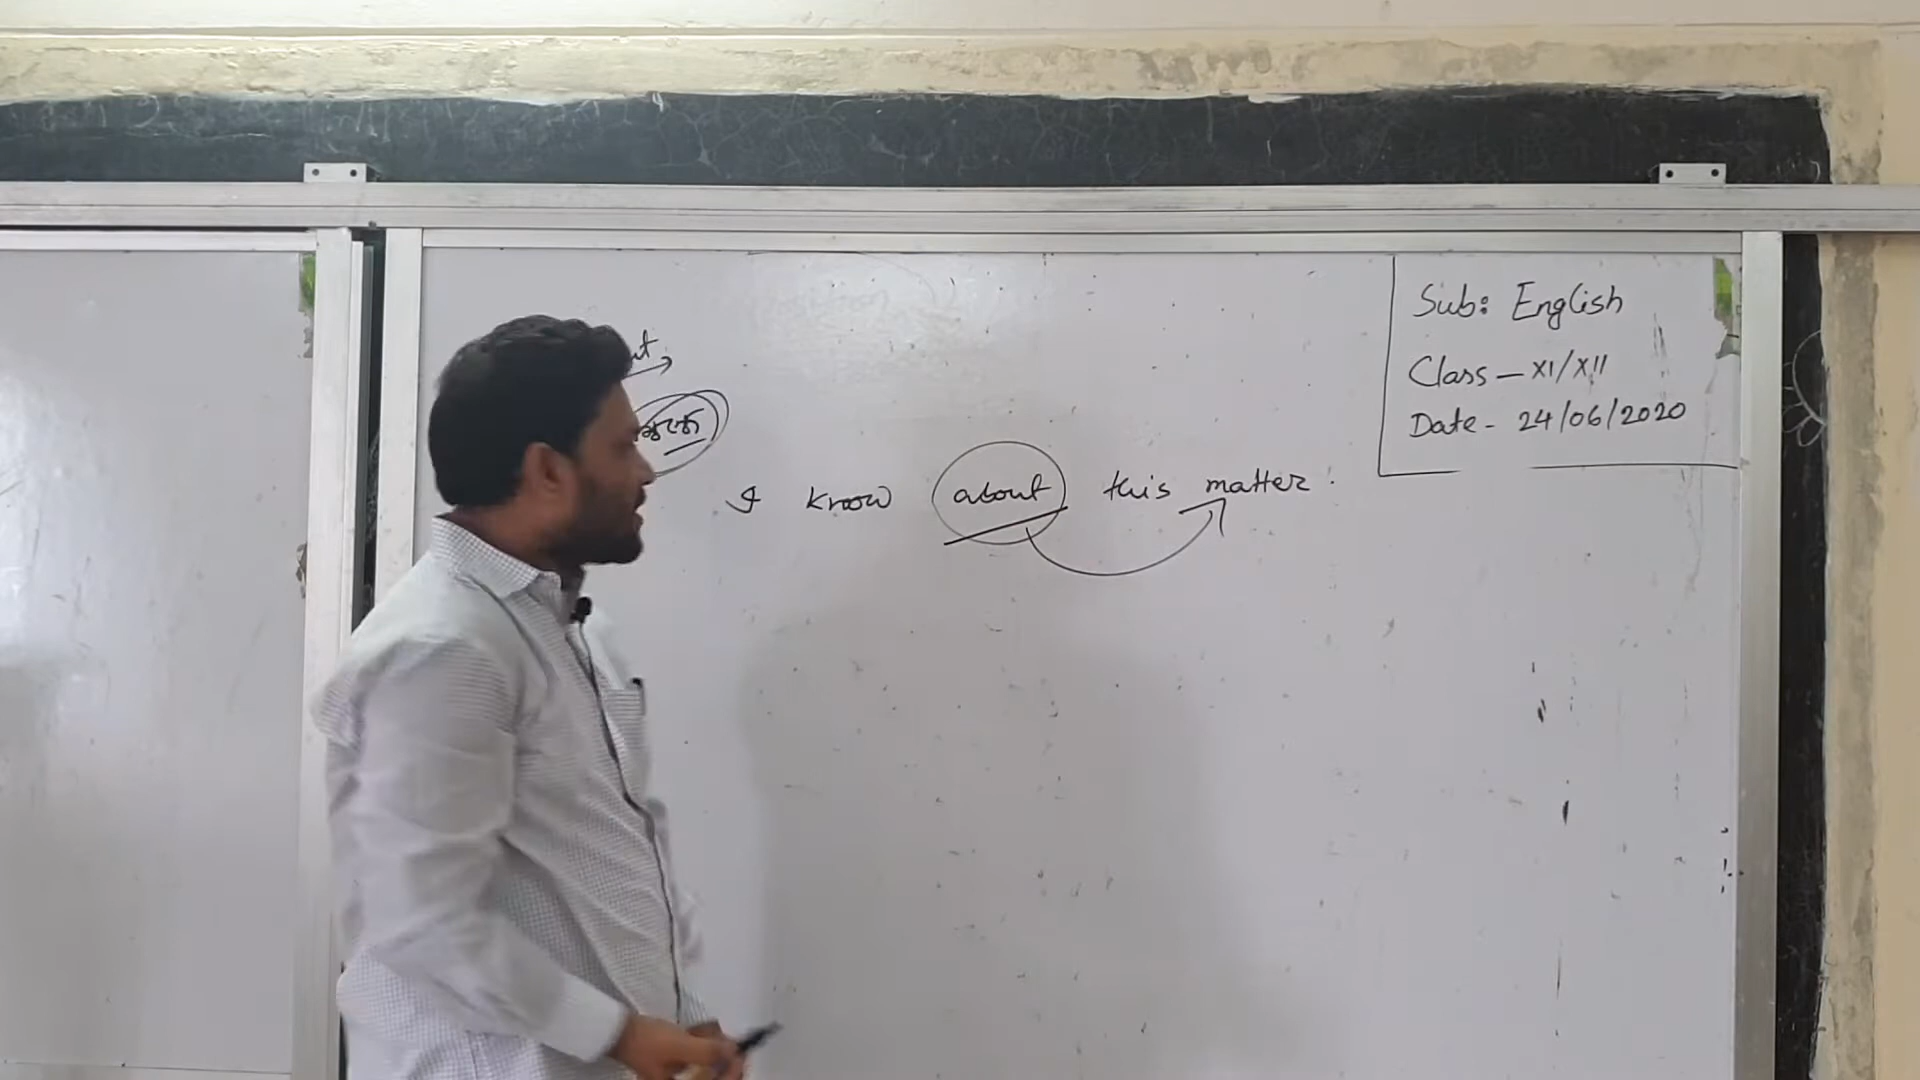 Sub: English
Class – XI/XII
Date - 24/06/2020
I know about this matter.